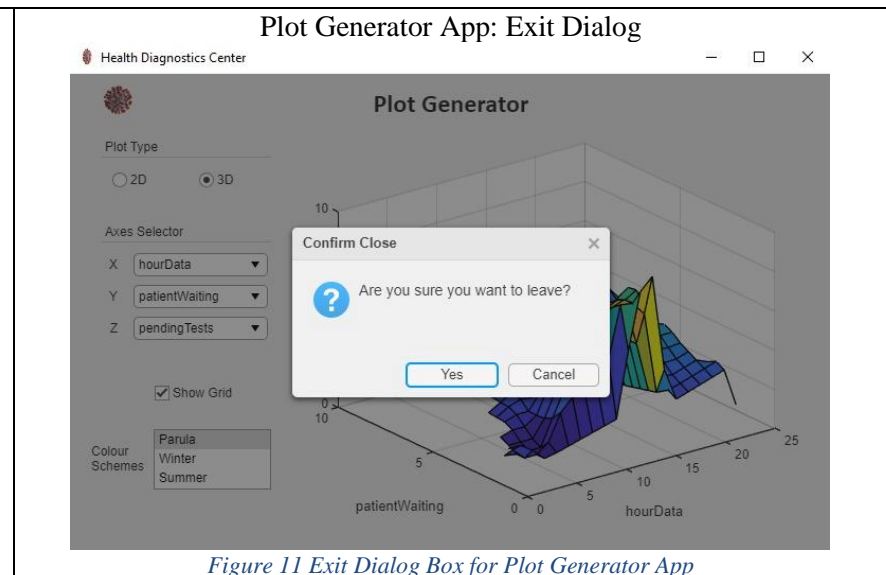 Plot Generator App: Exit Dialog
Health Diagnostics Center
Plot Generator
Plot Type
2D 3D
Axes Selector
X hourData
Y patientWaiting
Z pendingTests
Show Grid
Colour
Schemes
Parula
Winter
Summer
10
0
10
5
0
0
5
10
15
20
25
patientWaiting
hourData
Confirm Close
?
Are you sure you want to leave?
Yes Cancel
Figure 11 Exit Dialog Box for Plot Generator App